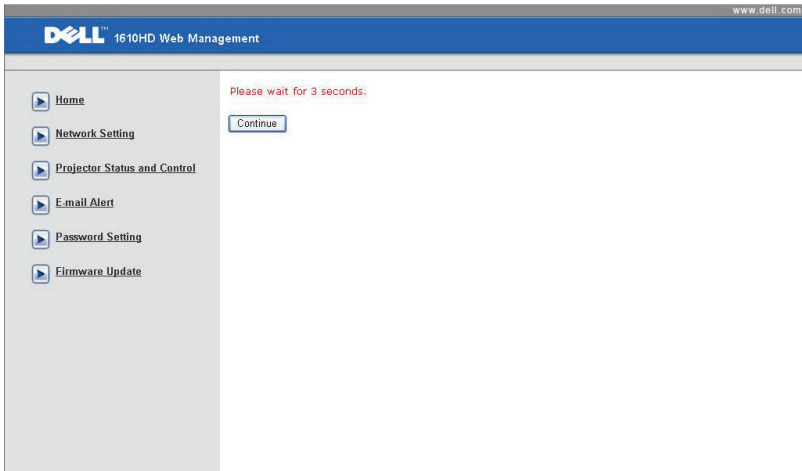 www.dell.com
DELL™ 1610HD Web Management
Home
Network Setting
Projector Status and Control
E-mail Alert
Password Setting
Firmware Update
Please wait for 3 seconds.
Continue